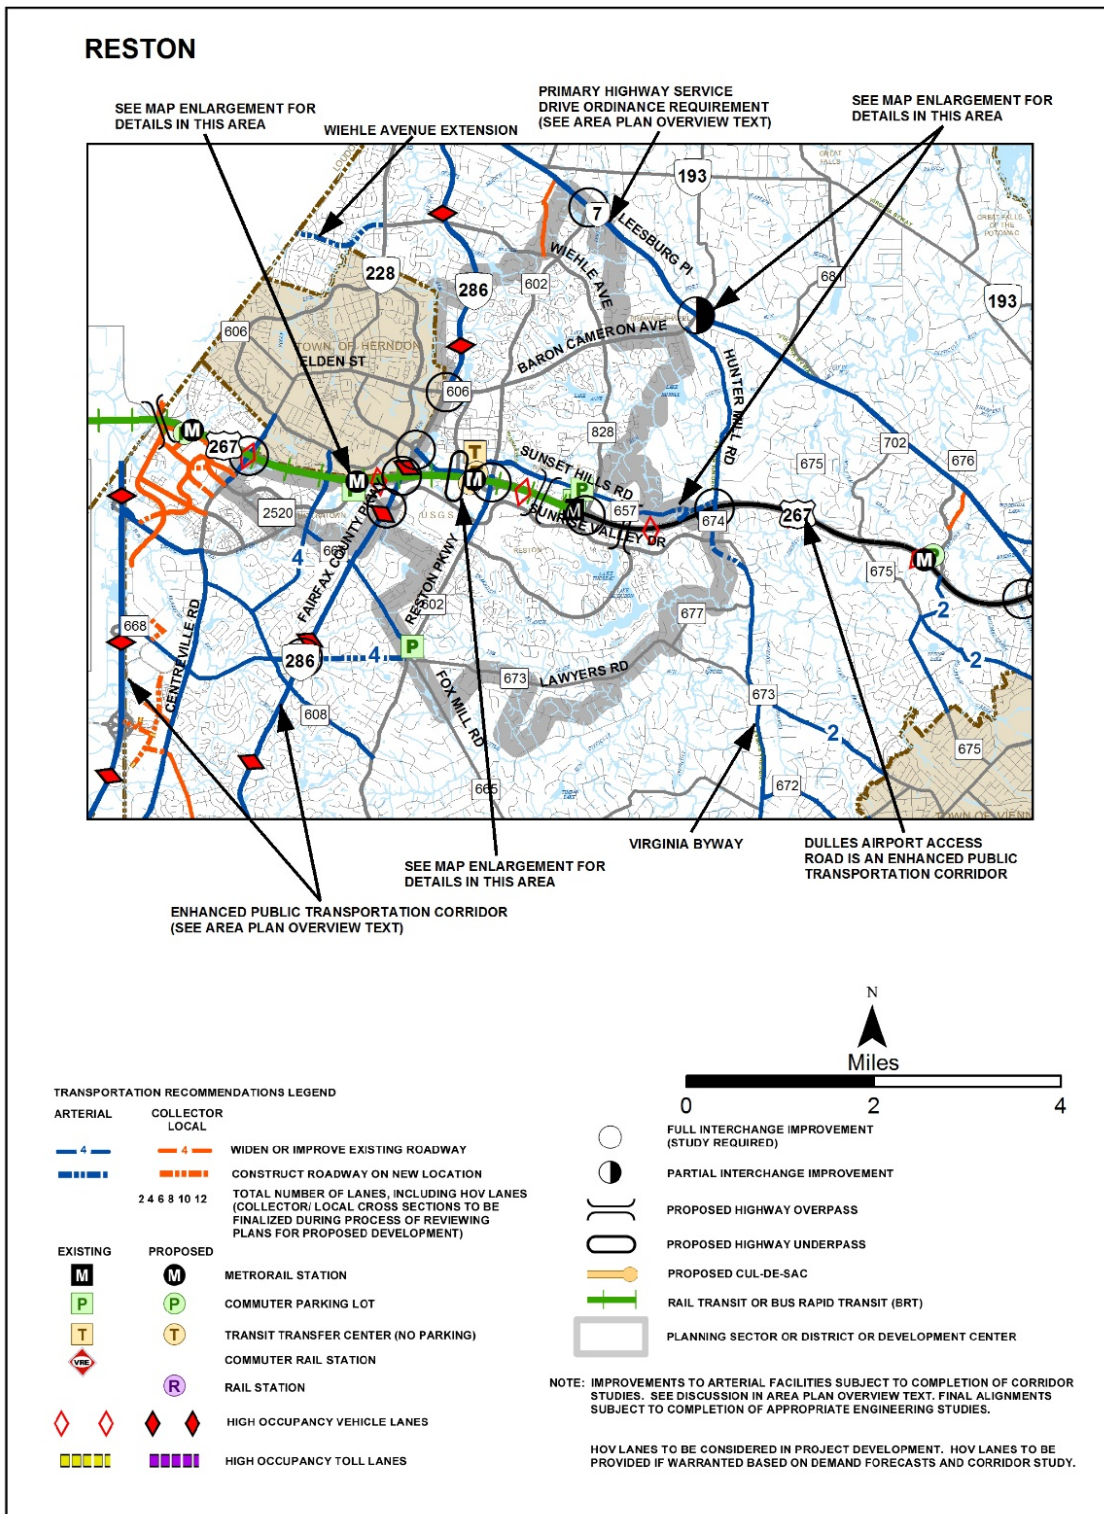 RESTON
SEE MAP ENLARGEMENT FOR
DETAILS IN THIS AREA
WIEHLE AVENUE EXTENSION
PRIMARY HIGHWAY SERVICE
DRIVE ORDINANCE REQUIREMENT
(SEE AREA PLAN OVERVIEW TEXT)
SEE MAP ENLARGEMENT FOR
DETAILS IN THIS AREA
193
7
LEESBURG PI
WIEHLE AVE
228
286
602
681
193
606
TOWN OF HERNDON
ELDEN ST
BARON CAMERON AVE
HUNTER MILL RD
606
828
702
267
M
T
M
M
SUNSET HILLS RD
P
M
657
SUNRISE VALLEY DR
674
675
676
267
2520
USGS
4
FAIRFAX COUNTY PKWY
RESTON PKWY
RESTON
675
M
P
2
602
668
CENTREVILLE RD
677
2
P
286
4
673
LAWYERS RD
673
608
FOX MILL RD
2
675
665
672
TOWN OF VIENN
VIRGINIA BYWAY
DULLES AIRPORT ACCESS
ROAD IS AN ENHANCED PUBLIC
TRANSPORTATION CORRIDOR
SEE MAP ENLARGEMENT FOR
DETAILS IN THIS AREA
ENHANCED PUBLIC TRANSPORTATION CORRIDOR
(SEE AREA PLAN OVERVIEW TEXT)
N
Miles
0 2 4
TRANSPORTATION RECOMMENDATIONS LEGEND
ARTERIAL COLLECTOR
LOCAL
4 4 WIDEN OR IMPROVE EXISTING ROADWAY
CONSTRUCT ROADWAY ON NEW LOCATION
2 4 6 8 10 12 TOTAL NUMBER OF LANES, INCLUDING HOV LANES
(COLLECTOR/ LOCAL CROSS SECTIONS TO BE
FINALIZED DURING PROCESS OF REVIEWING
PLANS FOR PROPOSED DEVELOPMENT)
EXISTING PROPOSED
M M METRORAIL STATION
P P COMMUTER PARKING LOT
T T TRANSIT TRANSFER CENTER (NO PARKING)
VRE COMMUTER RAIL STATION
R RAIL STATION
HIGH OCCUPANCY VEHICLE LANES
HIGH OCCUPANCY TOLL LANES
FULL INTERCHANGE IMPROVEMENT
(STUDY REQUIRED)
PARTIAL INTERCHANGE IMPROVEMENT
PROPOSED HIGHWAY OVERPASS
PROPOSED HIGHWAY UNDERPASS
PROPOSED CUL-DE-SAC
RAIL TRANSIT OR BUS RAPID TRANSIT (BRT)
PLANNING SECTOR OR DISTRICT OR DEVELOPMENT CENTER
NOTE: IMPROVEMENTS TO ARTERIAL FACILITIES SUBJECT TO COMPLETION OF CORRIDOR
STUDIES. SEE DISCUSSION IN AREA PLAN OVERVIEW TEXT. FINAL ALIGNMENTS
SUBJECT TO COMPLETION OF APPROPRIATE ENGINEERING STUDIES.
HOV LANES TO BE CONSIDERED IN PROJECT DEVELOPMENT. HOV LANES TO BE
PROVIDED IF WARRANTED BASED ON DEMAND FORECASTS AND CORRIDOR STUDY.